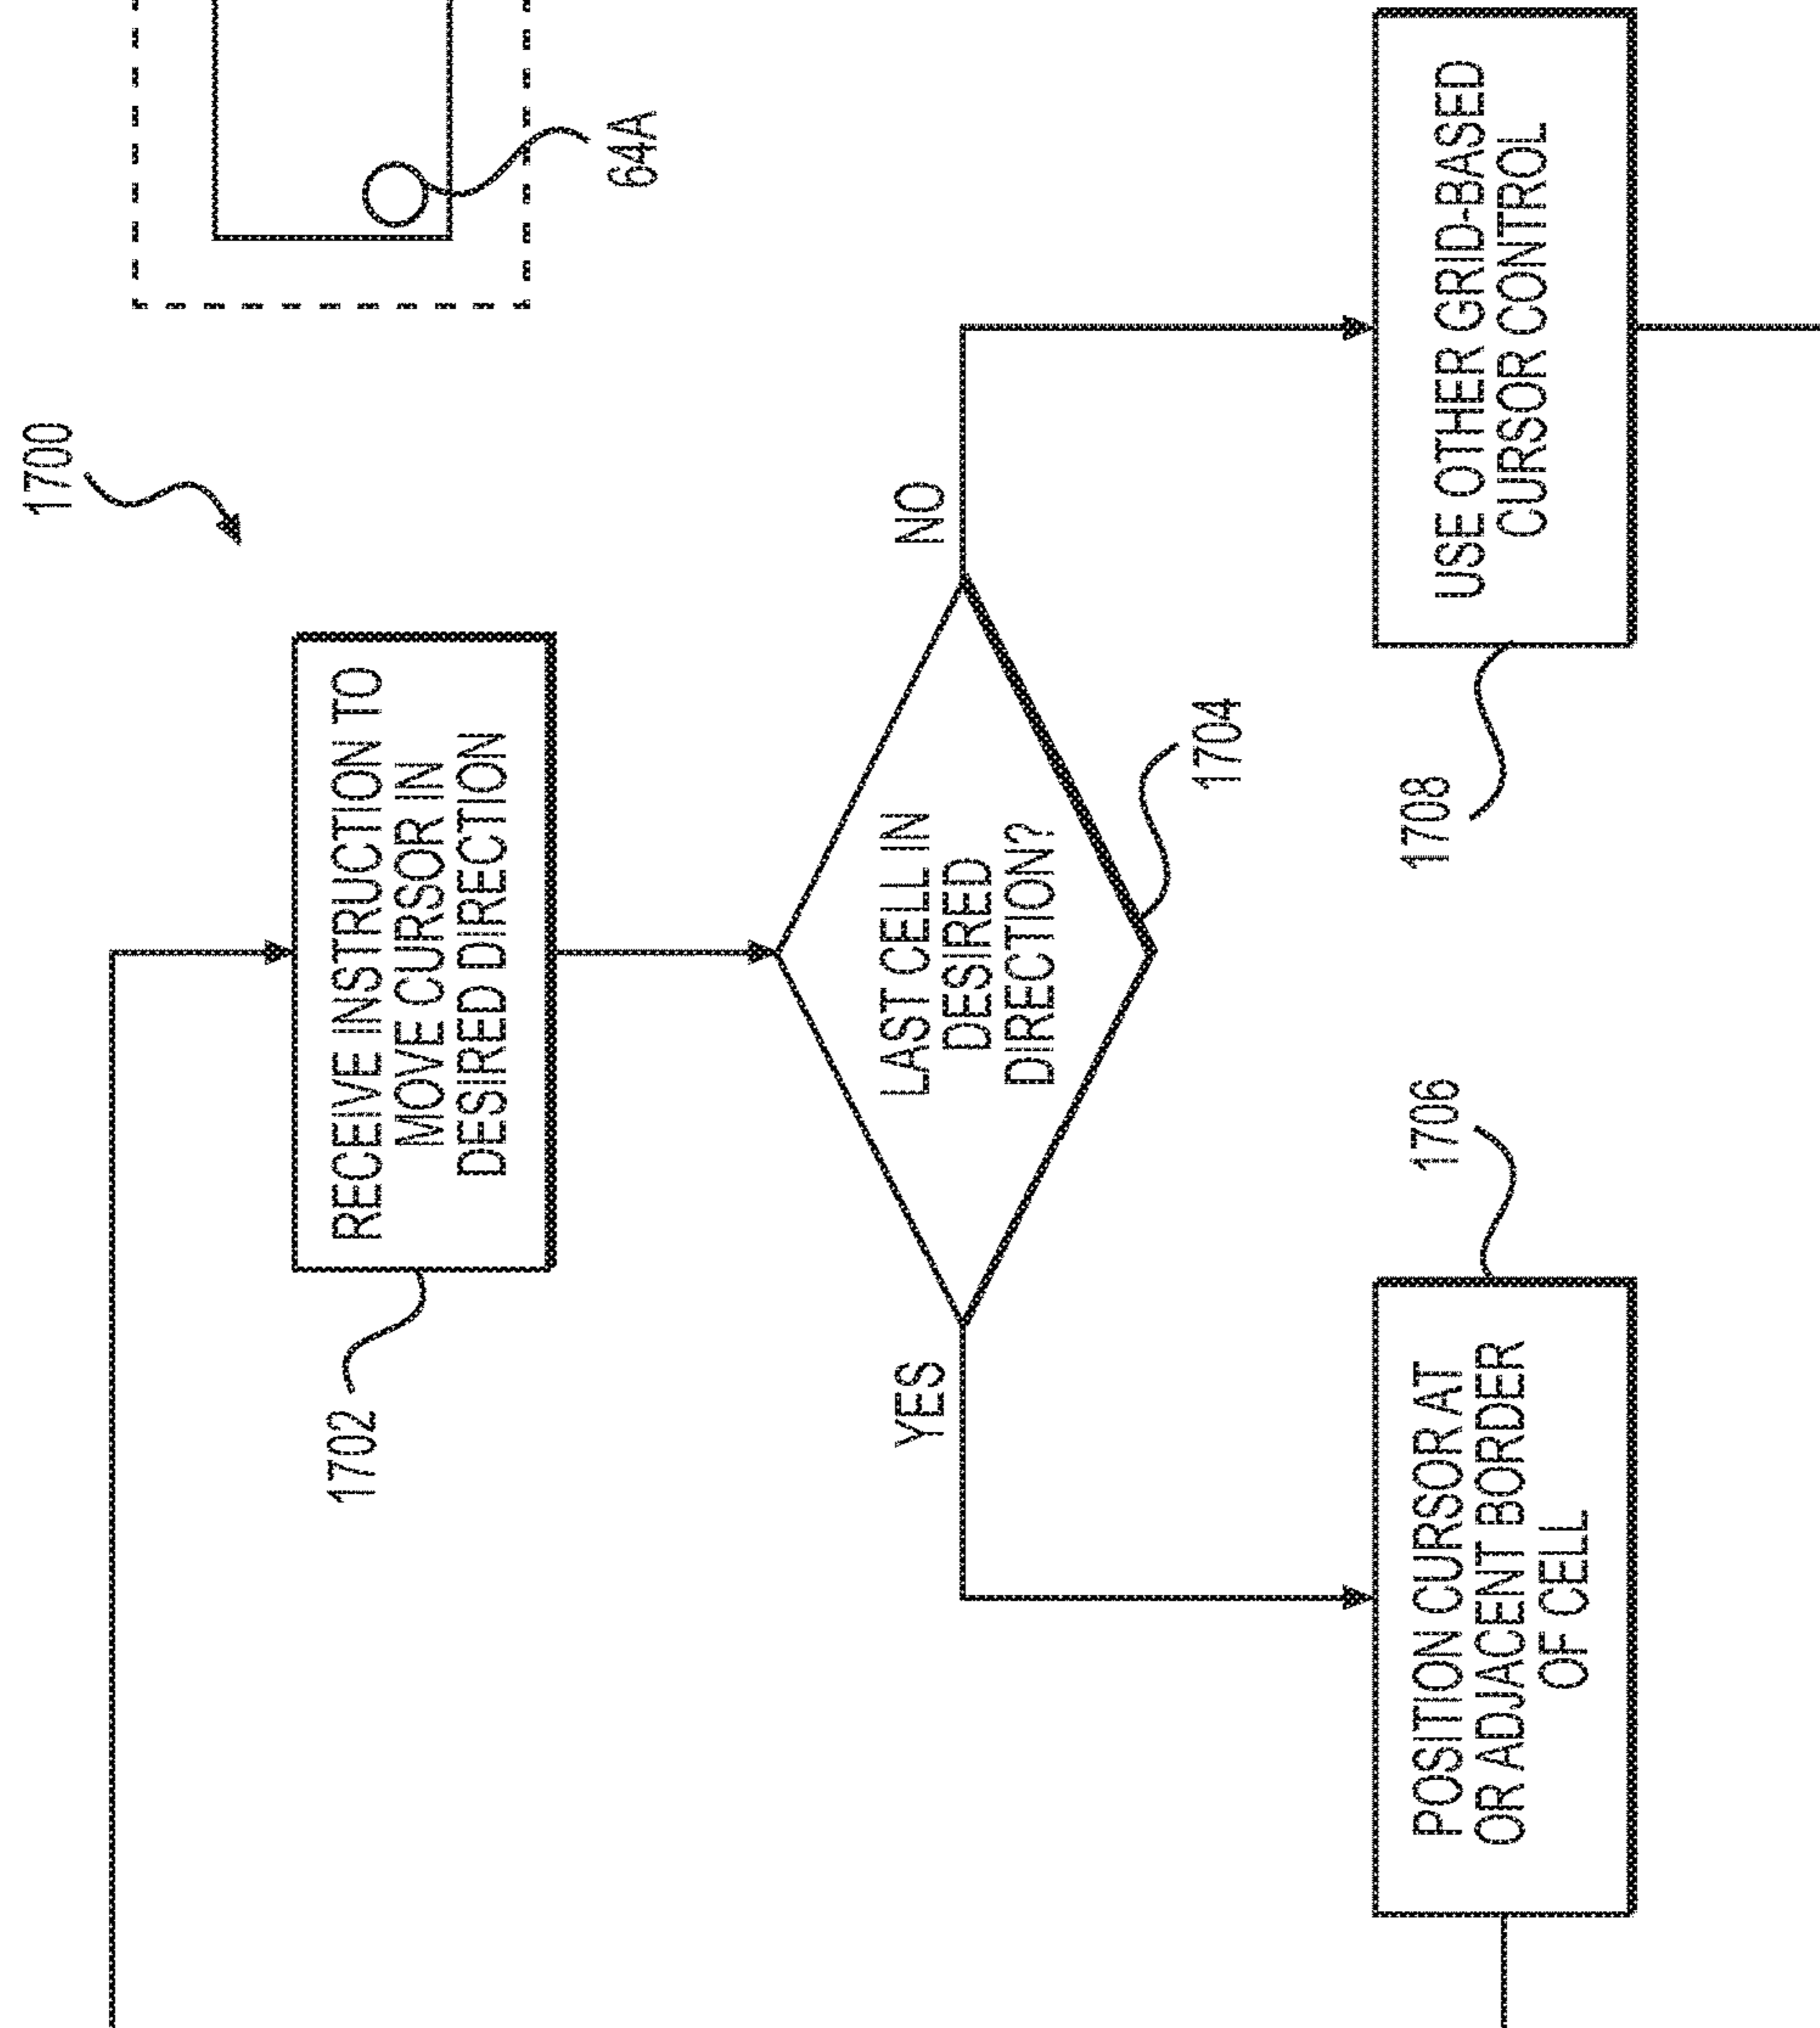 1700
64A
RECEIVE INSTRUCTION TO
MOVE CURSOR IN
DESIRED DIRECTION
1702
LAST CELL IN
DESIRED
DIRECTION?
1704
YES
NO
POSITION CURSOR AT
OR ADJACENT BORDER
OF CELL
1706
USE OTHER GRID-BASED
CURSOR CONTROL
1708